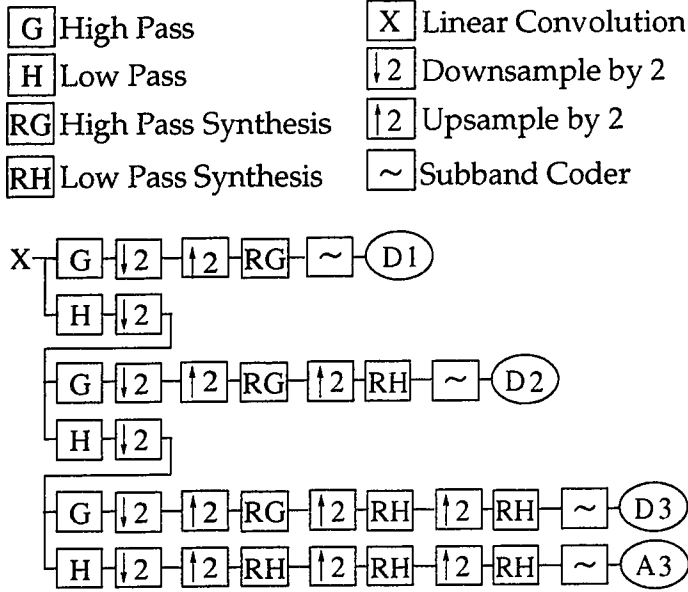 G High Pass X Linear Convolution
H Low Pass ↓2 Downsample by 2
RG High Pass Synthesis ↑2 Upsample by 2
RH Low Pass Synthesis ~ Subband Coder
X G ↓2 ↑2 RG ~ D1
H ↓2
G ↓2 ↑2 RG ↑2 RH ~ D2
H ↓2
G ↓2 ↑2 RG ↑2 RH ↑2 RH ~ D3
H ↓2 ↑2 RH ↑2 RH ↑2 RH ~ A3